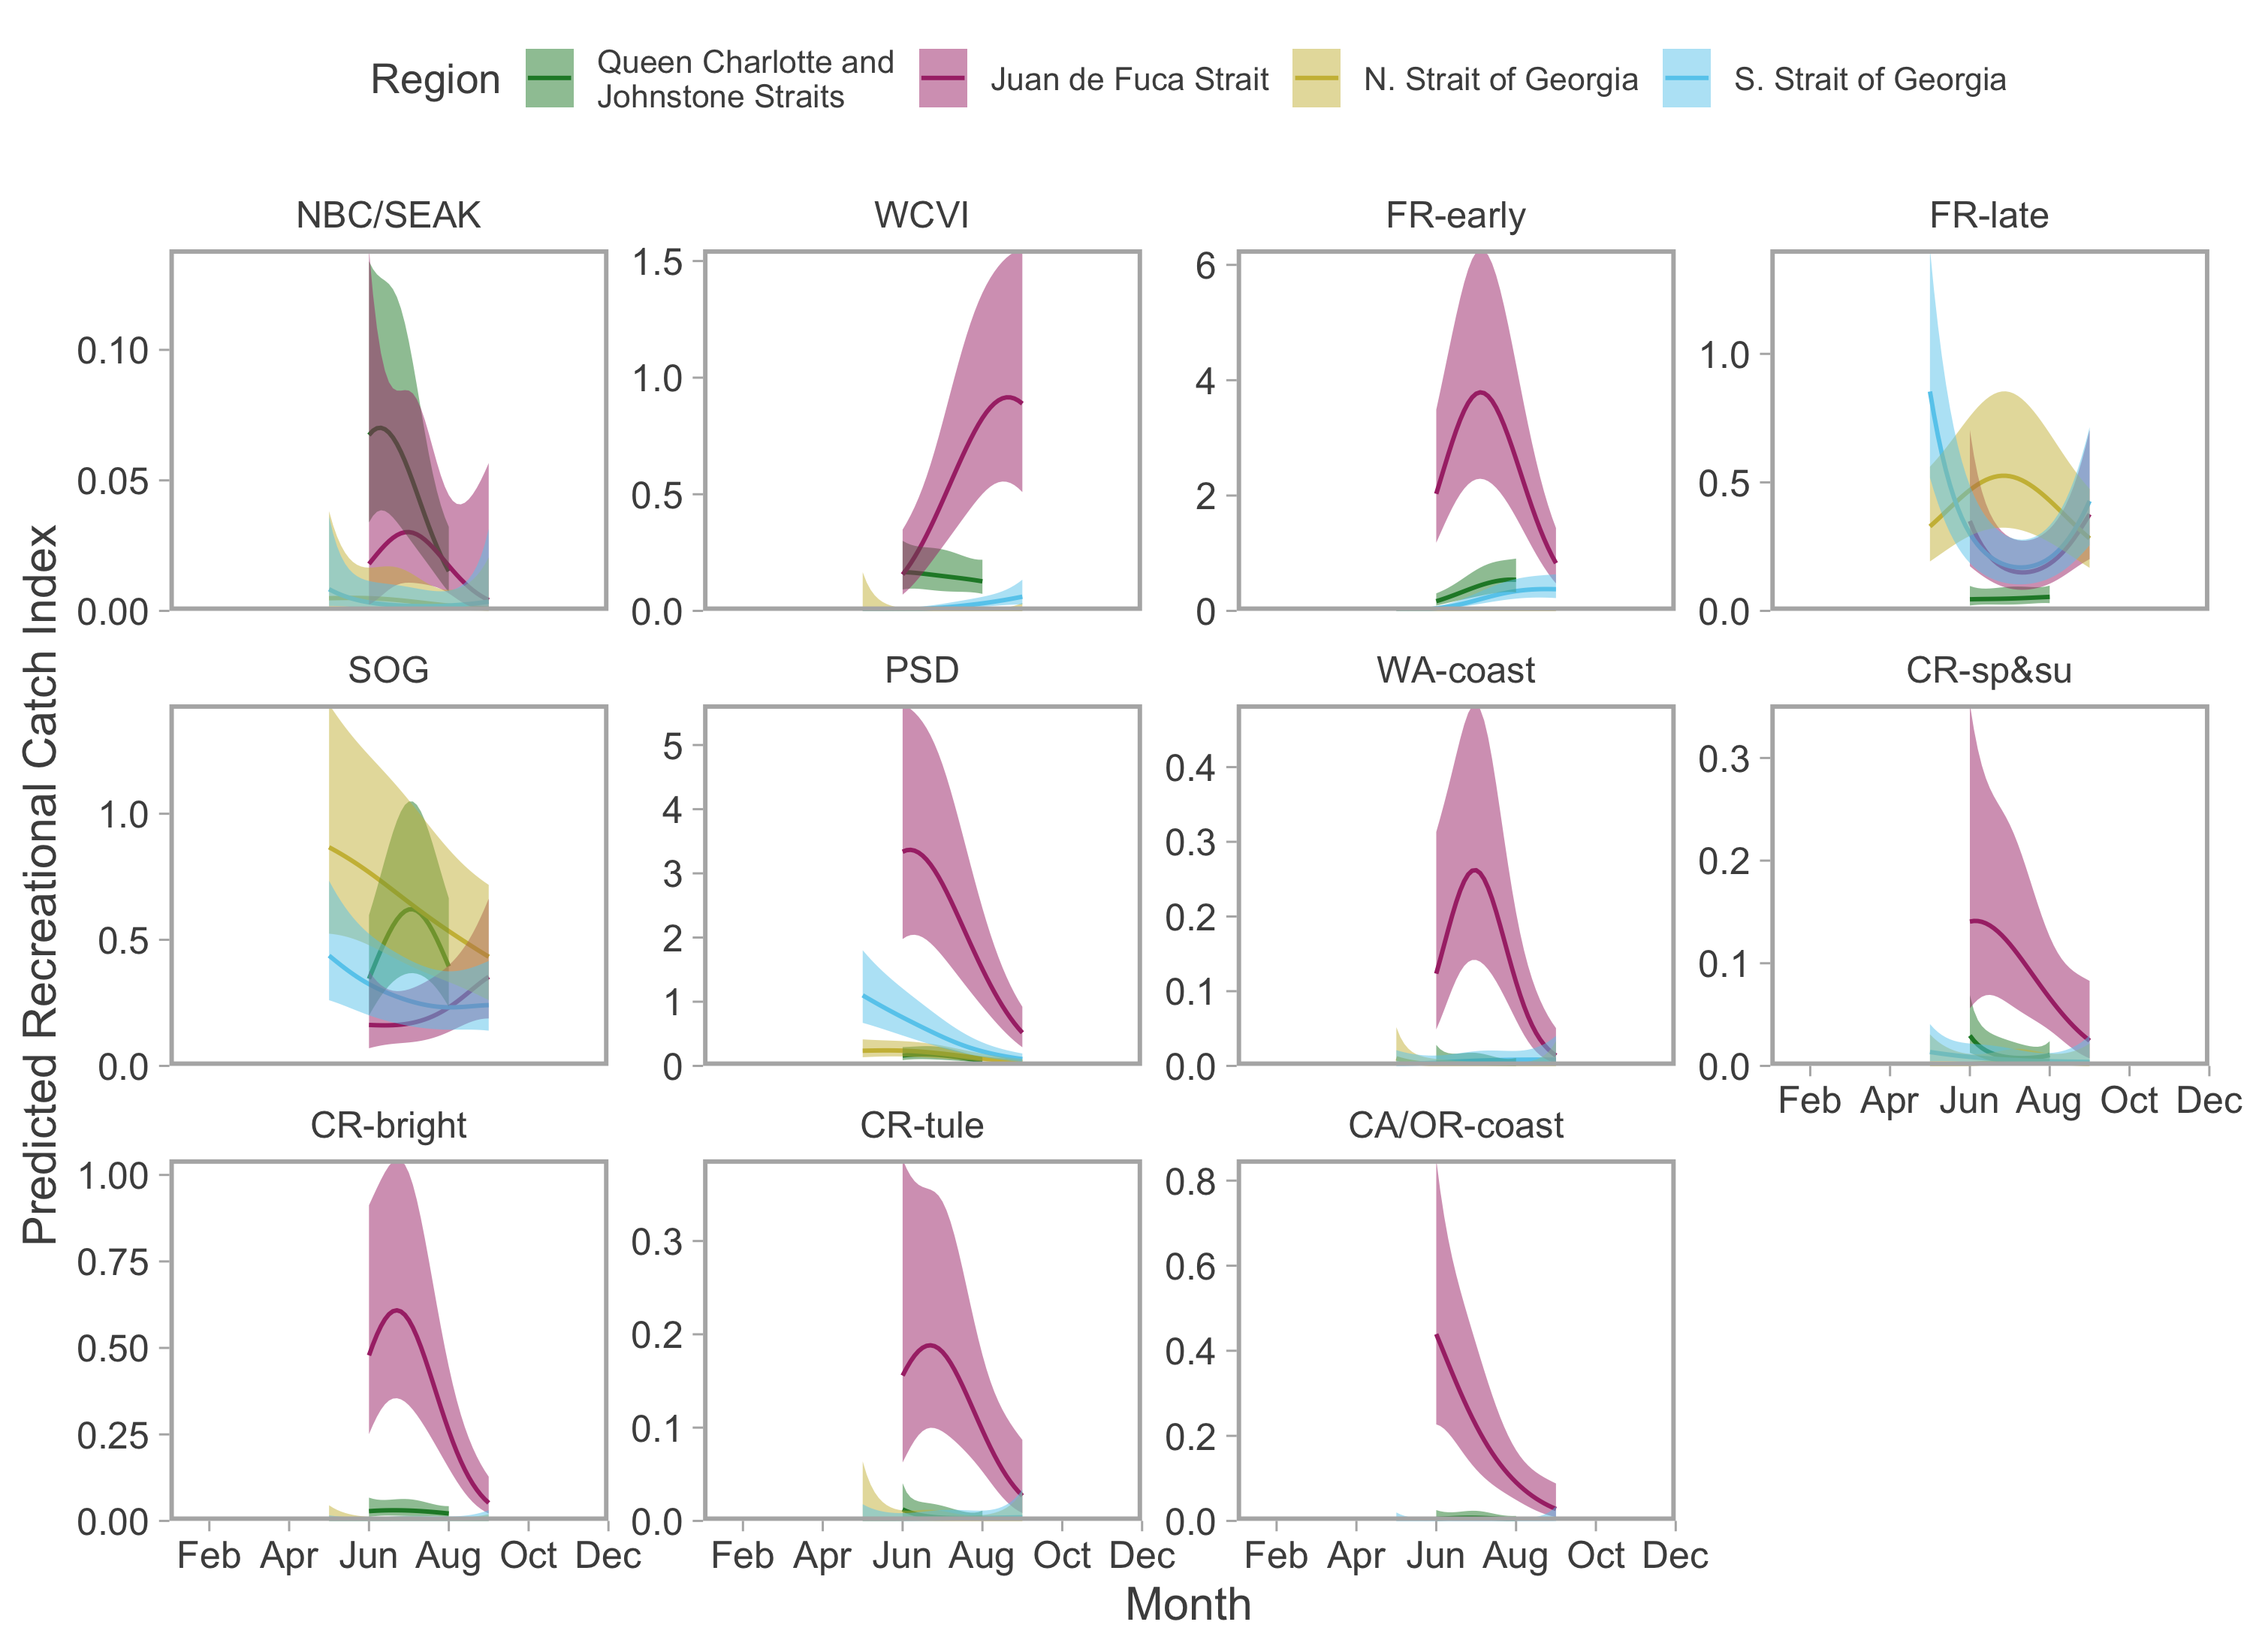 Region
Queen Charlotte and
Johnstone Straits
Juan de Fuca Strait
N. Strait of Georgia
S. Strait of Georgia
Predicted Recreational Catch Index
NBC/SEAK
0.10
0.05
0.00
WCVI
1.5
1.0
0.5
0.0
FR-early
6
4
2
0
FR-late
1.0
0.5
0.0
SOG
1.0
0.5
0.0
PSD
5
4
3
2
1
0
WA-coast
0.4
0.3
0.2
0.1
0.0
CR-sp&su
0.3
0.2
0.1
0.0
Feb Apr Jun Aug Oct Dec
CR-bright
1.00
0.75
0.50
0.25
0.00
Feb Apr Jun Aug Oct Dec
CR-tule
0.3
0.2
0.1
0.0
Feb Apr Jun Aug Oct Dec
CA/OR-coast
0.8
0.6
0.4
0.2
0.0
Feb Apr Jun Aug Oct Dec
Month